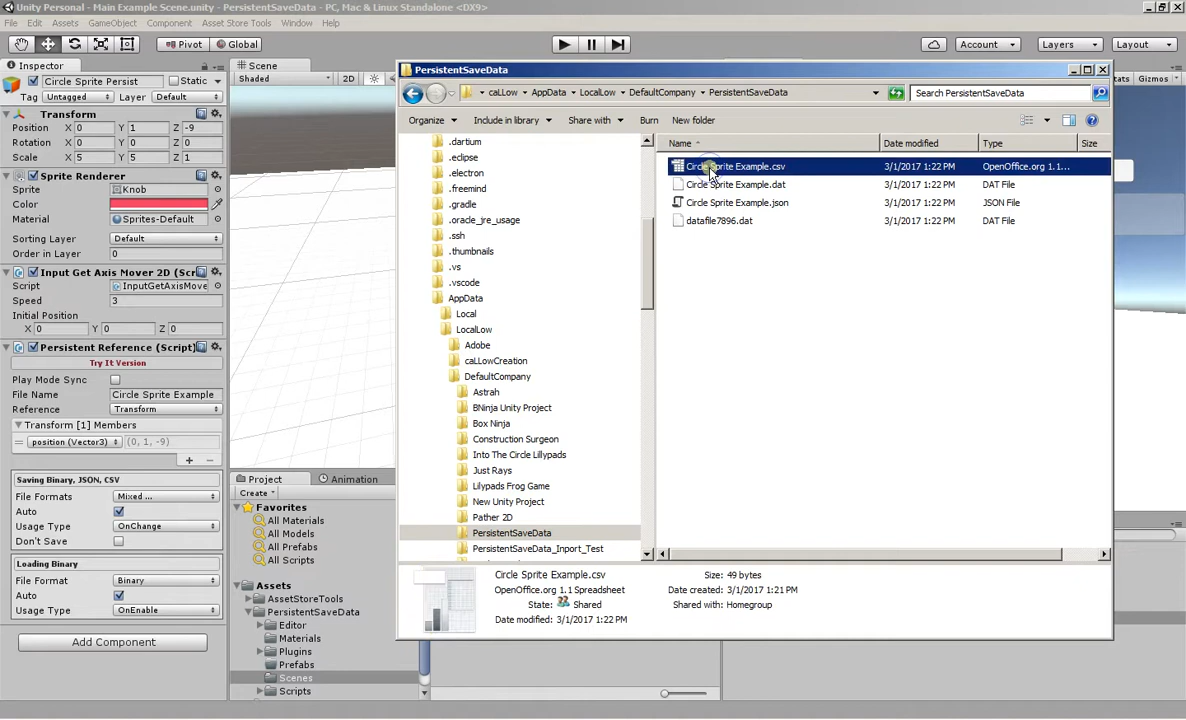 Unity Personal - Main Example Scene.unity - PersistentSaveData - PC, Mac & Linux Standalone <DX9>
File Edit Assets GameObject Component Asset Store Tools Window Help
Pivot Global Account Layers Layout
Inspector
Circle Sprite Persist Static
Tag Untagged Layer Default
Transform
Position X 0 Y 1 Z -9
Rotation X 0 Y 0 Z 0
Scale X 5 Y 5 Z 1
Sprite Renderer
Sprite Knob
Color
Material Sprites-Default
Sorting Layer Default
Order in Layer 0
Input Get Axis Mover 2D (Scr
Script InputGetAxisMove
Speed 3
Initial Position
X 0 Y 0 Z 0
Persistent Reference (Script)
Try It Version
Play Mode Sync
File Name Circle Sprite Example
Reference Transform
Transform [1] Members
position (Vector3) (0, 1, -9)
Saving Binary, JSON, CSV
File Formats Mixed ...
Auto
Usage Type OnChange
Don't Save
Loading Binary
File Format Binary
Auto
Usage Type OnEnable
Add Component
Scene
Shaded 2D
tats Gizmos
Project Animation
Create
Favorites
All Materials
All Models
All Prefabs
All Scripts
Assets
AssetStoreTools
PersistentSaveData
Editor
Materials
Plugins
Prefabs
Scenes
Scripts
PersistentSaveData
caLLow AppData LocalLow DefaultCompany PersistentSaveData
Search PersistentSaveData
Organize Include in library Share with Burn New folder
.dartium
.eclipse
.electron
.freemind
.gradle
.oracle_jre_usage
.ssh
.thumbnails
.vs
.vscode
AppData
Local
LocalLow
Adobe
caLLowCreation
DefaultCompany
Astrah
BNinja Unity Project
Box Ninja
Construction Surgeon
Into The Circle Lillypads
Just Rays
Lilypads Frog Game
New Unity Project
Pather 2D
PersistentSaveData
PersistentSaveData_Inport_Test
Name Date modified Type Size
Circle Sprite Example.csv 3/1/2017 1:22 PM OpenOffice.org 1.1...
Circle Sprite Example.dat 3/1/2017 1:22 PM DAT File
Circle Sprite Example.json 3/1/2017 1:22 PM JSON File
datafile7896.dat 3/1/2017 1:22 PM DAT File
Circle Sprite Example.csv Size: 49 bytes
OpenOffice.org 1.1 Spreadsheet Date created: 3/1/2017 1:21 PM
State: Shared Shared with: Homegroup
Date modified: 3/1/2017 1:22 PM